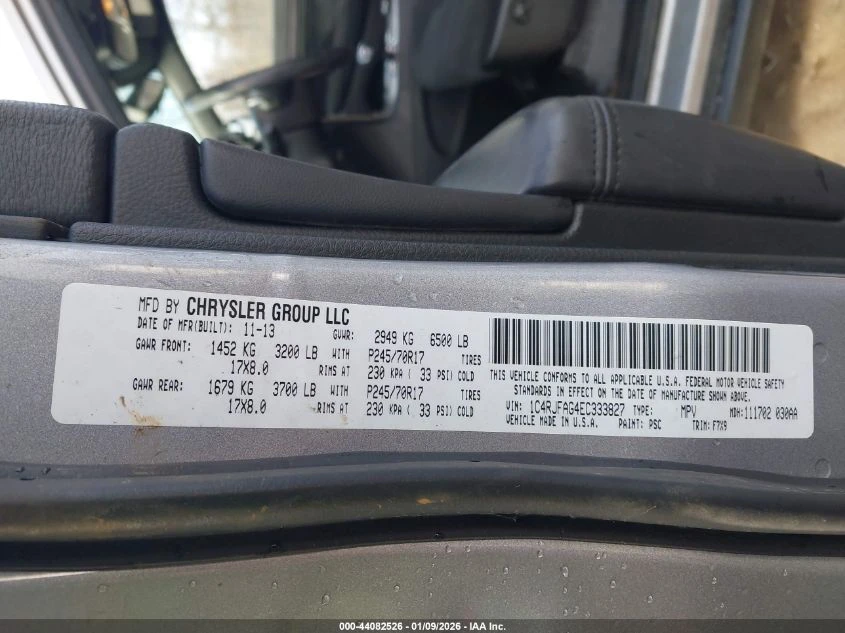 MFD BY CHRYSLER GROUP LLC
DATE OF MFR(BUILT): 11-13 GVWR: 2949 KG 6500 LB
GAWR FRONT: 1452 KG 3200 LB WITH P245/70R17 TIRES
17X8.0 RIMS AT 230 KPA ( 33 PSI) COLD
GAWR REAR: 1679 KG 3700 LB WITH P245/70R17 TIRES
17X8.0 RIMS AT 230 KPA ( 33 PSI) COLD
THIS VEHICLE CONFORMS TO ALL APPLICABLE U.S.A. FEDERAL MOTOR VEHICLE SAFETY
STANDARDS IN EFFECT ON THE DATE OF MANUFACTURE SHOWN ABOVE.
VIN: 1C4RJFAG4EC333827 TYPE: MPV MDH:111702 030AA
VEHICLE MADE IN U.S.A. PAINT: PSC TRIM: F7X9
000-44082526 - 01/09/2026 - IAA Inc.